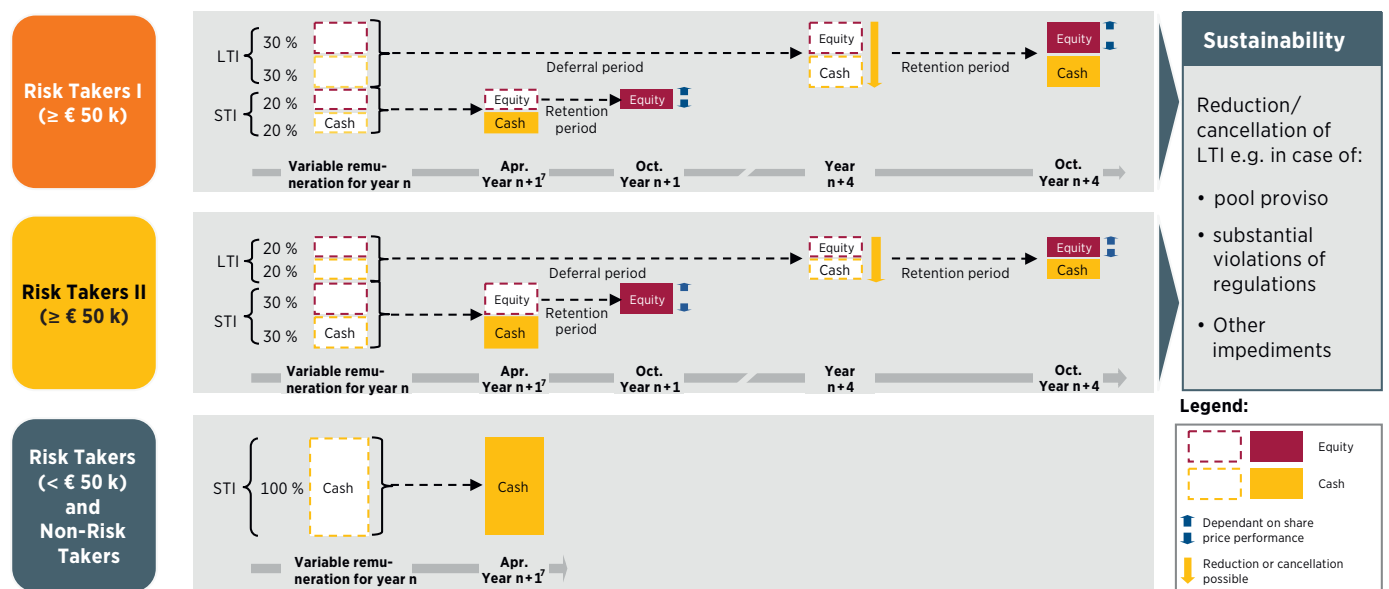 Risk Takers I
(≥ € 50 k)
LTI
30 %
30 %
STI
20 %
20 %
Cash
Deferral period
Equity
Cash
Retention period
Equity
Cash
Equity
Cash
Retention
period
Equity
Variable remu-
neration for year n
Apr.
Year n+1⁷
Oct.
Year n+1
Year
n+4
Oct.
Year n+4
Risk Takers II
(≥ € 50 k)
LTI
20 %
20 %
STI
30 %
30 %
Cash
Deferral period
Equity
Cash
Retention period
Equity
Cash
Equity
Cash
Retention
period
Equity
Variable remu-
neration for year n
Apr.
Year n+1⁷
Oct.
Year n+1
Year
n+4
Oct.
Year n+4
Risk Takers
(< € 50 k)
and
Non-Risk
Takers
STI
100 %
Cash
Cash
Variable remu-
neration for year n
Apr.
Year n+1⁷
Sustainability
Reduction/
cancellation of
LTI e.g. in case of:
• pool proviso
• substantial
violations of
regulations
• Other
impediments
Legend:
Equity
Cash
Dependant on share
price performance
Reduction or cancellation
possible